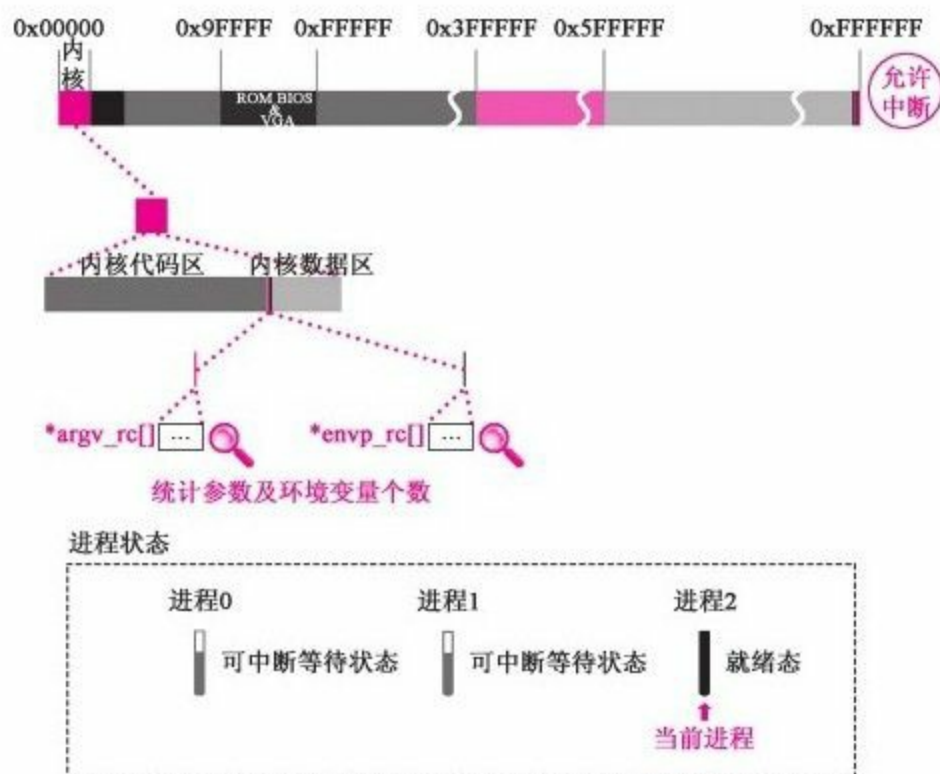 0x00000 0x9FFFF 0xFFFFF 0x3FFFFF 0x5FFFFF 0xFFFFFF
内核
ROM BIOS
&
VGA
允许
中断
内核代码区 内核数据区
*argv_rc[] ... *envp_rc[] ...
统计参数及环境变量个数
进程状态
进程0 进程1 进程2
可中断等待状态 可中断等待状态 就绪态
当前进程